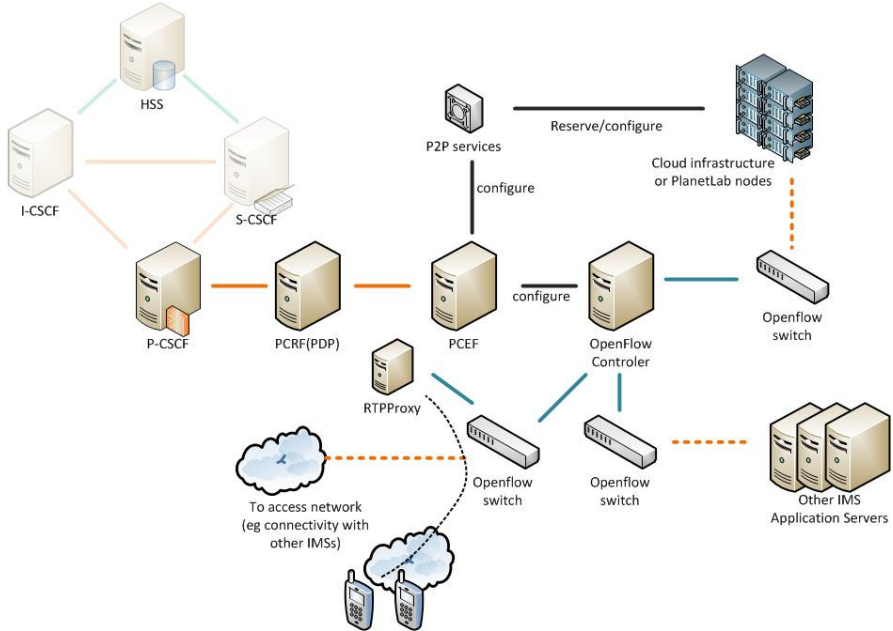 HSS
I-CSCF
S-CSCF
P2P services
Reserve/configure
Cloud infrastructure
or PlanetLab nodes
configure
configure
P-CSCF
PCRF(PDP)
PCEF
OpenFlow
Controler
Openflow
switch
RTPProxy
Openflow
switch
Openflow
switch
Other IMS
Application Servers
To access network
(eg connectivity with
other IMSs)